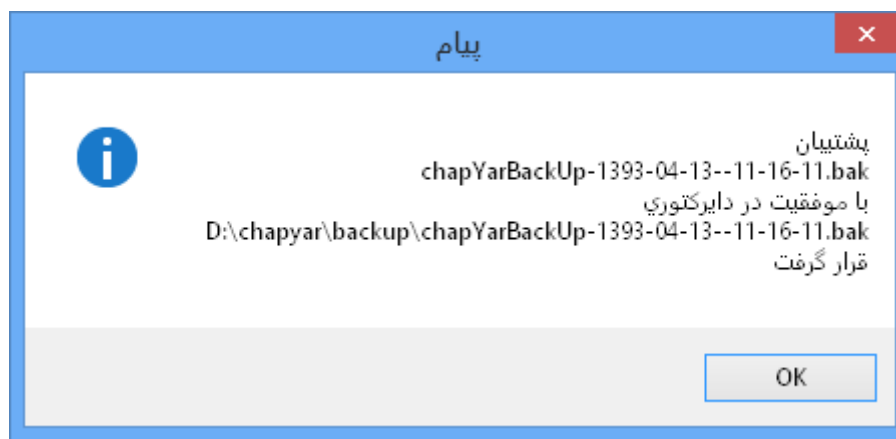 پیام
پشتیبان
chapYarBackUp-1393-04-13--11-16-11.bak
با موفقیت در دایرکتوري
D:\chapyar\backup\chapYarBackUp-1393-04-13--11-16-11.bak
قرار گرفت
OK